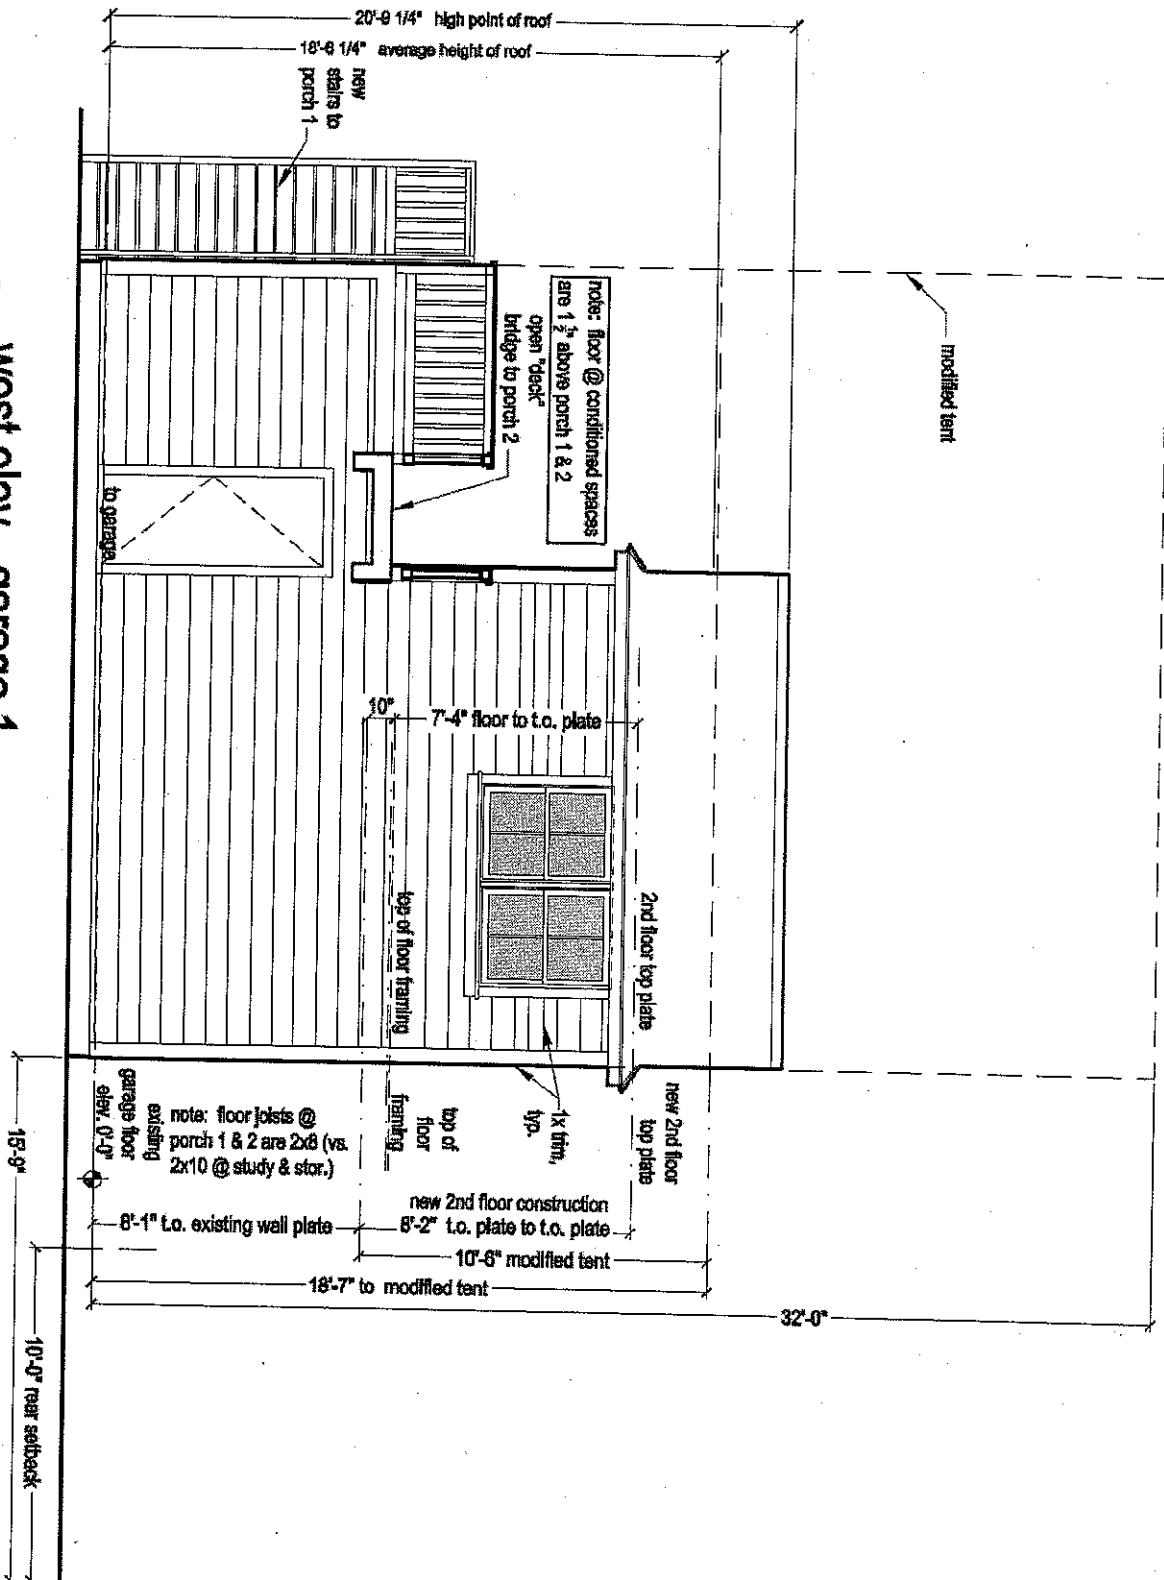 20'-9 1/4" high point of roof
18'-6 1/4" average height of roof
new
stairs to
porch 1
modified tent
note: floor @ conditioned spaces
are 1 1/2" above porch 1 & 2
open "deck"
bridge to porch 2
to garage
10"
7'-4" floor to t.o. plate
2nd floor top plate
top of floor framing
new 2nd floor
top plate
1x trim,
typ.
top of
floor
framing
note: floor joists @
porch 1 & 2 are 2x8 (vs.
2x10 @ study & stor.)
existing
garage floor
elev. 0'-0"
8'-1" t.o. existing wall plate
new 2nd floor construction
8'-2" t.o. plate to t.o. plate
10'-6" modified tent
18'-7" to modified tent
32'-0"
15'-9"
10'-0" rear setback
West elev. garage 1